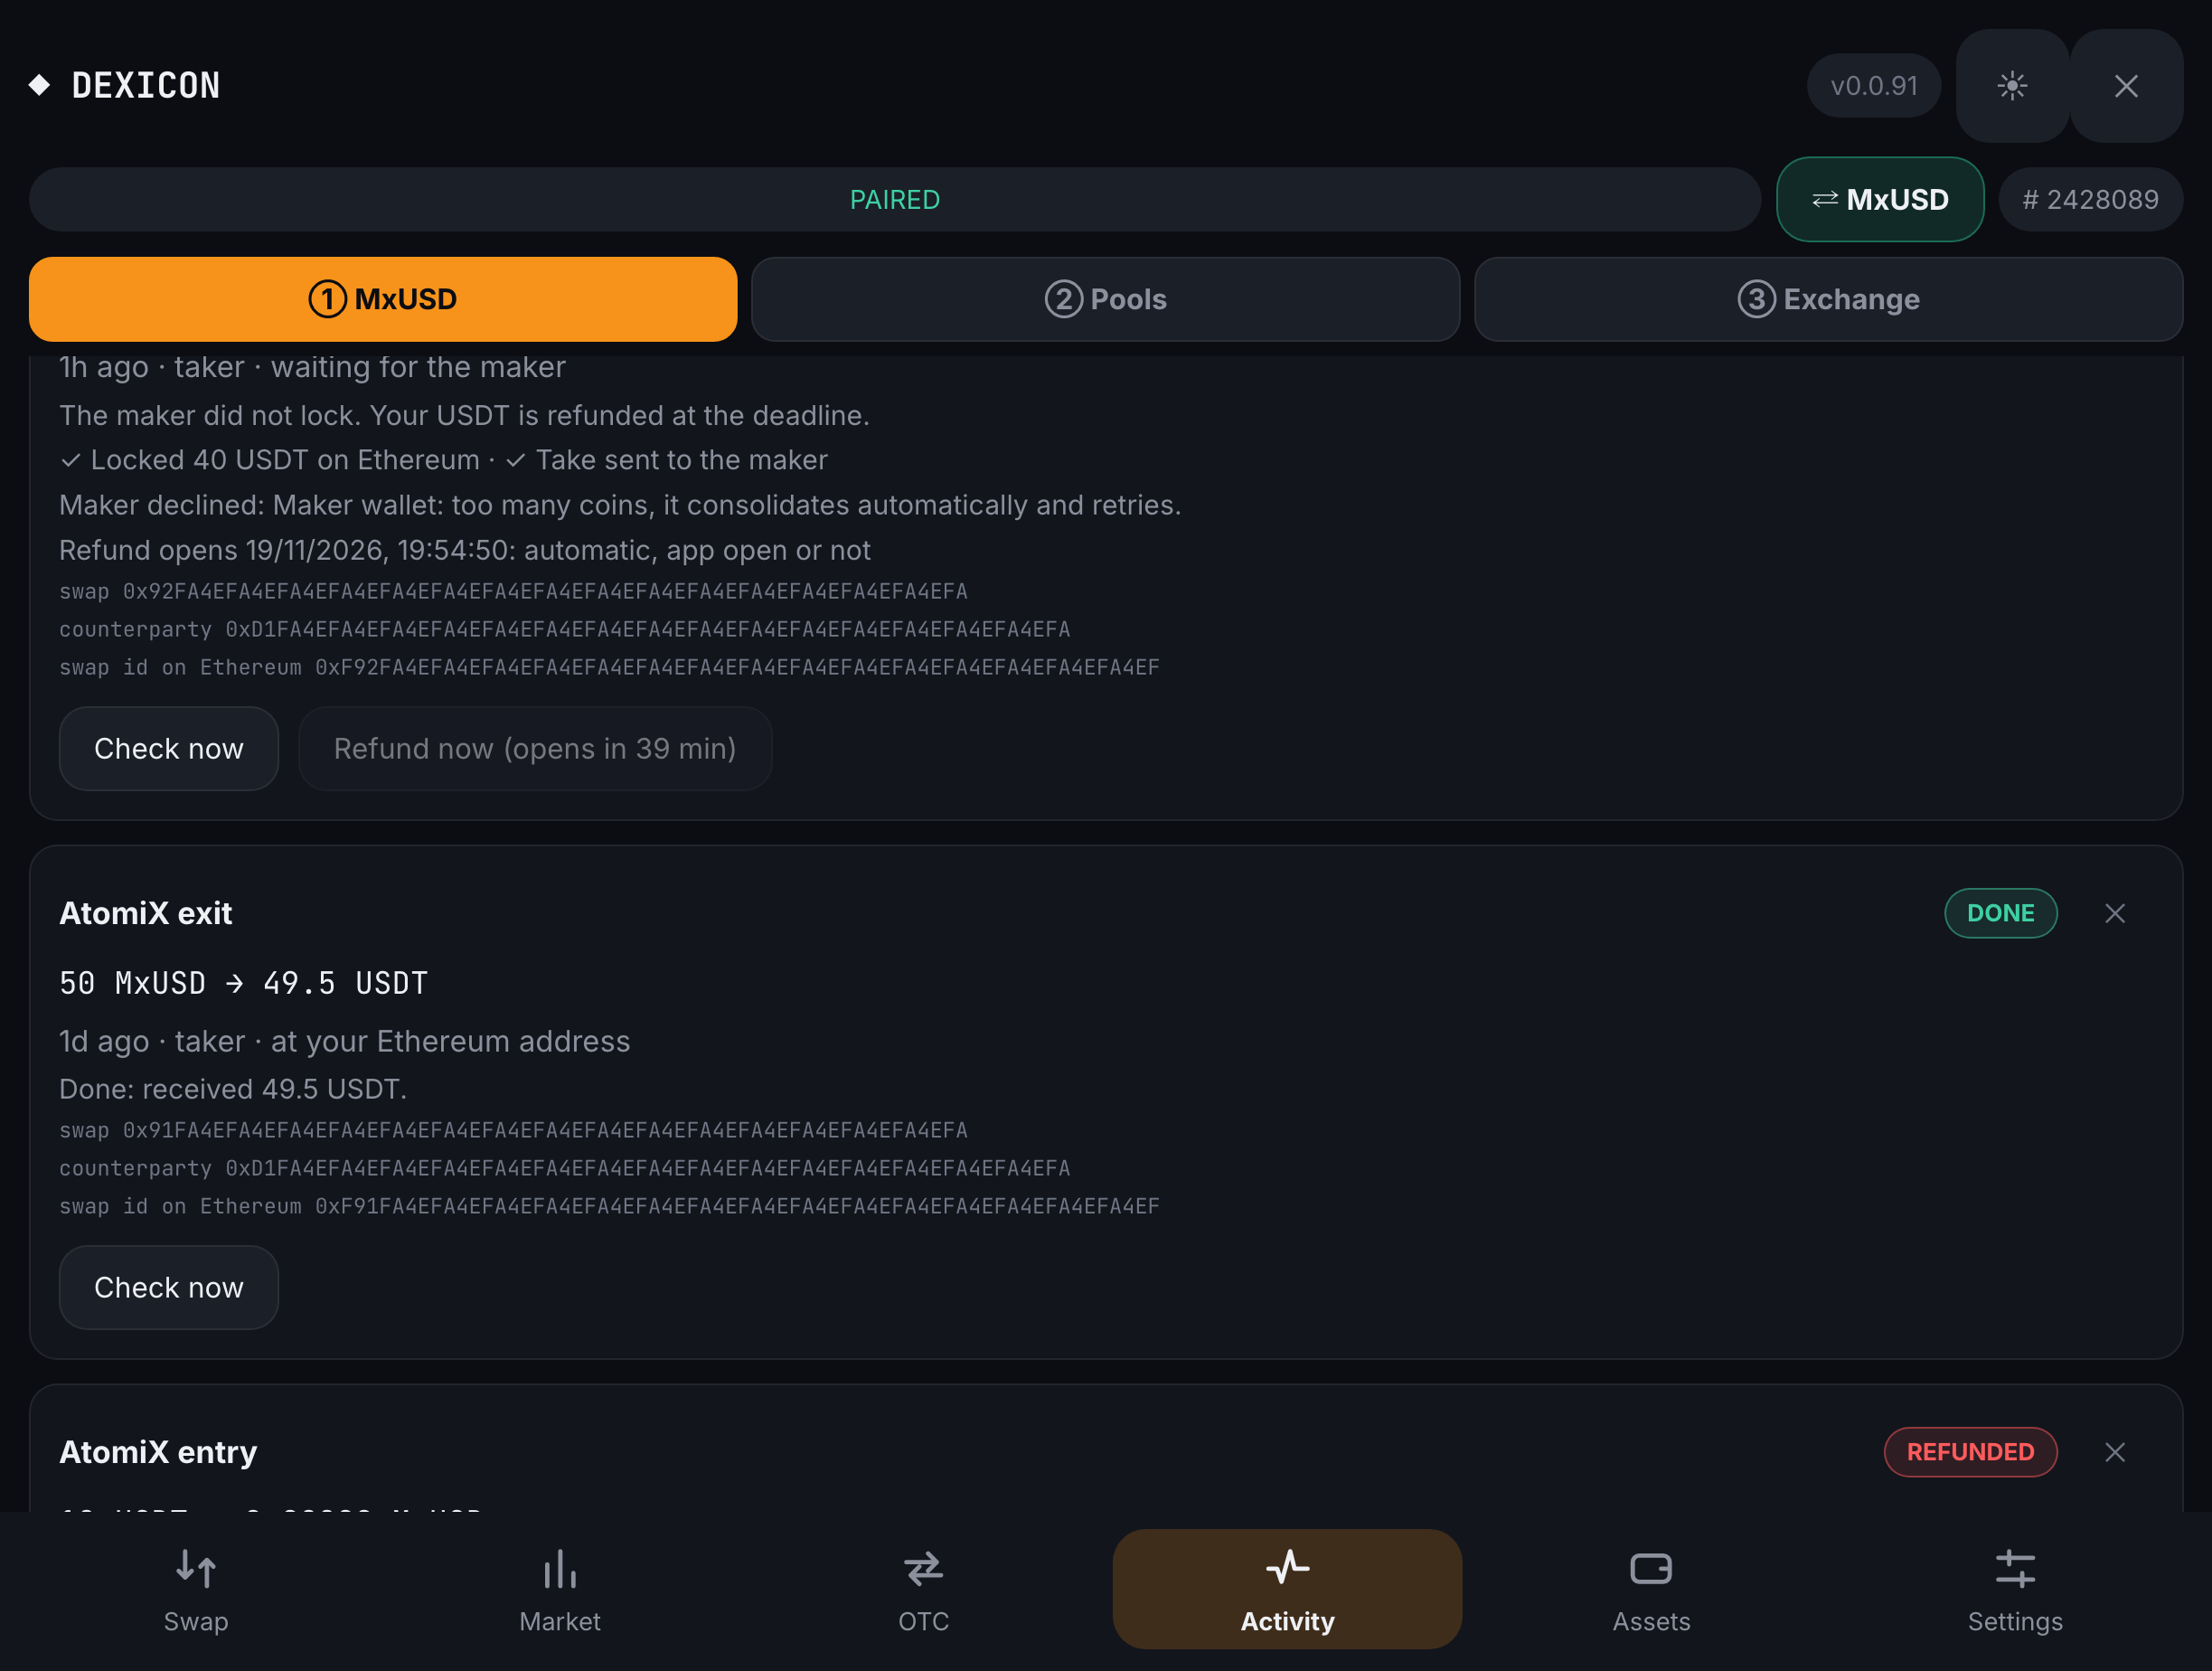 DEXICON
v0.0.91
PAIRED
⇄ MxUSD
# 2428089
① MxUSD
② Pools
③ Exchange
1h ago · taker · waiting for the maker
The maker did not lock. Your USDT is refunded at the deadline.
✓ Locked 40 USDT on Ethereum · ✓ Take sent to the maker
Maker declined: Maker wallet: too many coins, it consolidates automatically and retries.
Refund opens 19/11/2026, 19:54:50: automatic, app open or not
swap 0x92FA4EFA4EFA4EFA4EFA4EFA4EFA4EFA4EFA4EFA4EFA4EFA4EFA4EFA4EFA4EFA
counterparty 0xD1FA4EFA4EFA4EFA4EFA4EFA4EFA4EFA4EFA4EFA4EFA4EFA4EFA4EFA4EFA4EFA
swap id on Ethereum 0xF92FA4EFA4EFA4EFA4EFA4EFA4EFA4EFA4EFA4EFA4EFA4EFA4EFA4EFA4EFA4EFA4EF
Check now
Refund now (opens in 39 min)
AtomiX exit
DONE
50 MxUSD → 49.5 USDT
1d ago · taker · at your Ethereum address
Done: received 49.5 USDT.
swap 0x91FA4EFA4EFA4EFA4EFA4EFA4EFA4EFA4EFA4EFA4EFA4EFA4EFA4EFA4EFA4EFA
counterparty 0xD1FA4EFA4EFA4EFA4EFA4EFA4EFA4EFA4EFA4EFA4EFA4EFA4EFA4EFA4EFA4EFA
swap id on Ethereum 0xF91FA4EFA4EFA4EFA4EFA4EFA4EFA4EFA4EFA4EFA4EFA4EFA4EFA4EFA4EFA4EFA4EF
Check now
AtomiX entry
REFUNDED
Swap
Market
OTC
Activity
Assets
Settings